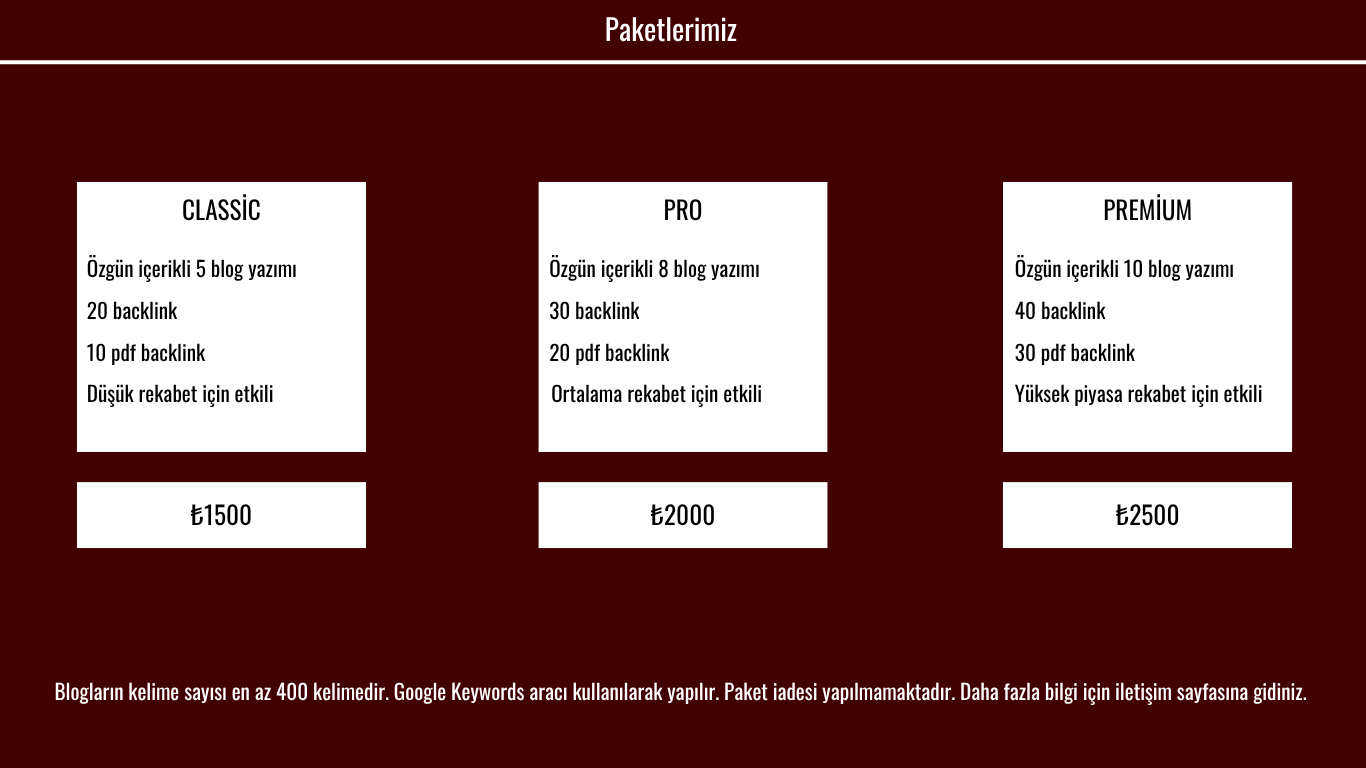 Paketlerimiz
CLASSİC
Özgün içerikli 5 blog yazımı
20 backlink
10 pdf backlink
Düşük rekabet için etkili
₺1500
PRO
Özgün içerikli 8 blog yazımı
30 backlink
20 pdf backlink
Ortalama rekabet için etkili
₺2000
PREMİUM
Özgün içerikli 10 blog yazımı
40 backlink
30 pdf backlink
Yüksek piyasa rekabet için etkili
₺2500
Blogların kelime sayısı en az 400 kelimedir. Google Keywords aracı kullanılarak yapılır. Paket iadesi yapılmamaktadır. Daha fazla bilgi için iletişim sayfasına gidiniz.